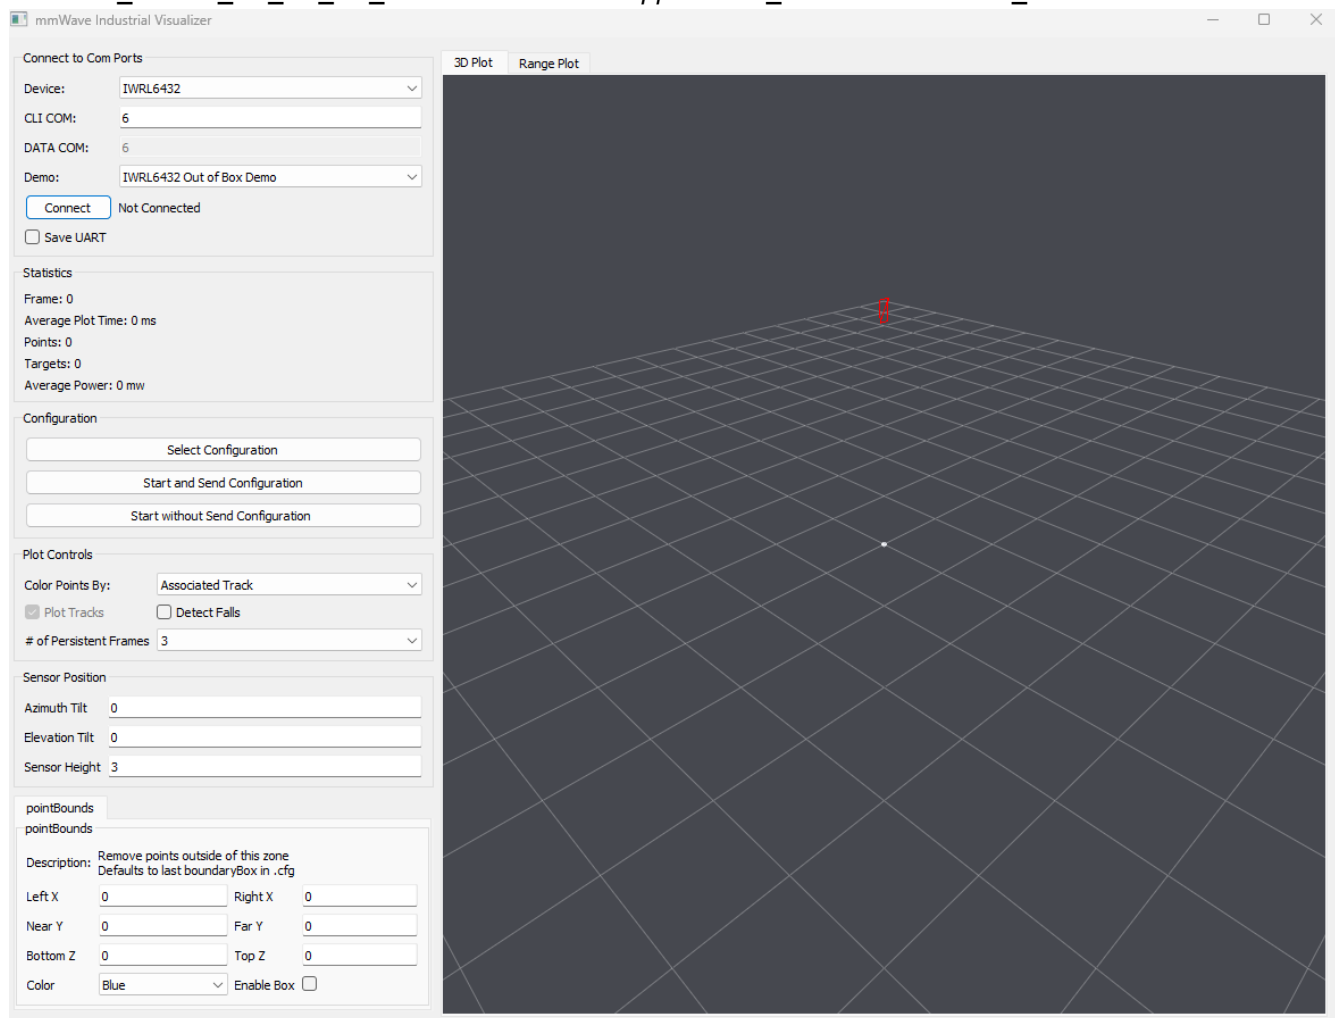 mmWave Industrial Visualizer
Connect to Com Ports
Device: IWRL6432
CLI COM: 6
DATA COM: 6
Demo: IWRL6432 Out of Box Demo
Connect Not Connected
Save UART
Statistics
Frame: 0
Average Plot Time: 0 ms
Points: 0
Targets: 0
Average Power: 0 mw
Configuration
Select Configuration
Start and Send Configuration
Start without Send Configuration
Plot Controls
Color Points By: Associated Track
Plot Tracks Detect Falls
# of Persistent Frames 3
Sensor Position
Azimuth Tilt 0
Elevation Tilt 0
Sensor Height 3
pointBounds
pointBounds
Description: Remove points outside of this zone
Defaults to last boundaryBox in .cfg
Left X 0 Right X 0
Near Y 0 Far Y 0
Bottom Z 0 Top Z 0
Color Blue Enable Box
3D Plot Range Plot